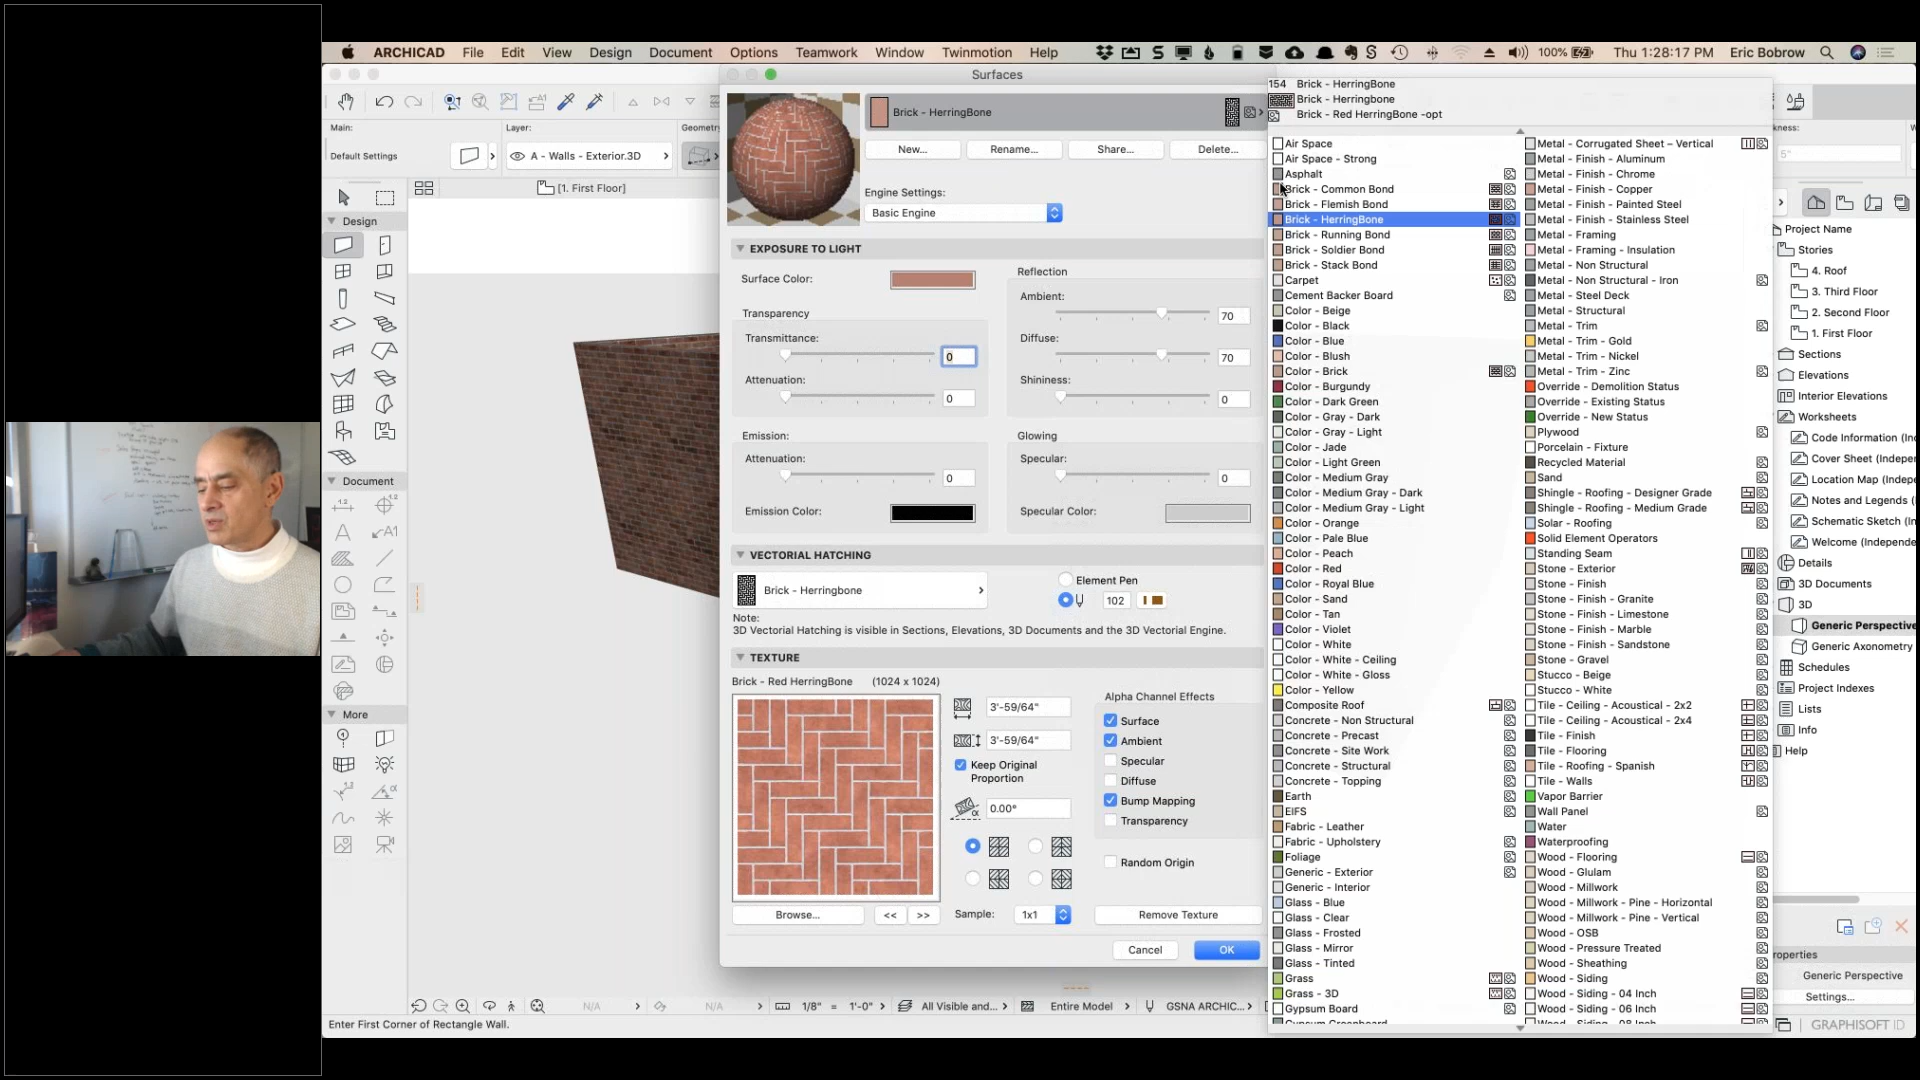 ARCHICAD File Edit View Design Document Options Teamwork Window Twinmotion Help 100% Thu 1:28:17 PM Eric Bobrow
Surfaces
Main:
Default Settings
Layer:
A - Walls - Exterior.3D
Geometry
[1. First Floor]
Design
Document
More
Brick - HerringBone
New...
Rename...
Share...
Delete...
Engine Settings:
Basic Engine
EXPOSURE TO LIGHT
Surface Color:
Transparency
Transmittance:
0
Attenuation:
0
Emission:
Attenuation:
0
Emission Color:
Reflection
Ambient:
70
Diffuse:
70
Shininess:
0
Glowing
Specular:
0
Specular Color:
VECTORIAL HATCHING
Brick - Herringbone
Element Pen
102
Note:
3D Vectorial Hatching is visible in Sections, Elevations, 3D Documents and the 3D Vectorial Engine.
TEXTURE
Brick - Red HerringBone (1024 x 1024)
3'-59/64"
3'-59/64"
Keep Original
Proportion
0.00°
Alpha Channel Effects
Surface
Ambient
Specular
Diffuse
Bump Mapping
Transparency
Random Origin
Browse...
<<
>>
Sample:
1x1
Remove Texture
Cancel
OK
154 Brick - HerringBone
Brick - Herringbone
Brick - Red HerringBone -opt
Air Space
Air Space - Strong
Asphalt
Brick - Common Bond
Brick - Flemish Bond
Brick - HerringBone
Brick - Running Bond
Brick - Soldier Bond
Brick - Stack Bond
Carpet
Cement Backer Board
Color - Beige
Color - Black
Color - Blue
Color - Blush
Color - Brick
Color - Burgundy
Color - Dark Green
Color - Gray - Dark
Color - Gray - Light
Color - Jade
Color - Light Green
Color - Medium Gray
Color - Medium Gray - Dark
Color - Medium Gray - Light
Color - Orange
Color - Pale Blue
Color - Peach
Color - Red
Color - Royal Blue
Color - Sand
Color - Tan
Color - Violet
Color - White
Color - White - Ceiling
Color - White - Gloss
Color - Yellow
Composite Roof
Concrete - Non Structural
Concrete - Precast
Concrete - Site Work
Concrete - Structural
Concrete - Topping
Earth
EIFS
Fabric - Leather
Fabric - Upholstery
Foliage
Generic - Exterior
Generic - Interior
Glass - Blue
Glass - Clear
Glass - Frosted
Glass - Mirror
Glass - Tinted
Grass
Grass - 3D
Gypsum Board
Gypsum Greenboard
Metal - Corrugated Sheet – Vertical
Metal - Finish - Aluminum
Metal - Finish - Chrome
Metal - Finish - Copper
Metal - Finish - Painted Steel
Metal - Finish - Stainless Steel
Metal - Framing
Metal - Framing - Insulation
Metal - Non Structural
Metal - Non Structural - Iron
Metal - Steel Deck
Metal - Structural
Metal - Trim
Metal - Trim - Gold
Metal - Trim - Nickel
Metal - Trim - Zinc
Override - Demolition Status
Override - Existing Status
Override - New Status
Plywood
Porcelain - Fixture
Recycled Material
Sand
Shingle - Roofing - Designer Grade
Shingle - Roofing - Medium Grade
Solar - Roofing
Solid Element Operators
Standing Seam
Stone - Exterior
Stone - Finish
Stone - Finish - Granite
Stone - Finish - Limestone
Stone - Finish - Marble
Stone - Finish - Sandstone
Stone - Gravel
Stucco - Beige
Stucco - White
Tile - Ceiling - Acoustical - 2x2
Tile - Ceiling - Acoustical - 2x4
Tile - Finish
Tile - Flooring
Tile - Roofing - Spanish
Tile - Walls
Vapor Barrier
Wall Panel
Water
Waterproofing
Wood - Flooring
Wood - Glulam
Wood - Millwork
Wood - Millwork - Pine - Horizontal
Wood - Millwork - Pine - Vertical
Wood - OSB
Wood - Pressure Treated
Wood - Sheathing
Wood - Siding
Wood - Siding - 04 Inch
Wood - Siding - 06 Inch
Wood - Siding - 08 Inch
kness:
5"
Project Name
Stories
4. Roof
3. Third Floor
2. Second Floor
1. First Floor
Sections
Elevations
Interior Elevations
Worksheets
Code Information (In
Cover Sheet (Indepe
Location Map (Indepe
Notes and Legends (
Schematic Sketch (In
Welcome (Independe
Details
3D Documents
3D
Generic Perspective
Generic Axonometry
Schedules
Project Indexes
Lists
Info
Help
roperties
Generic Perspective
Settings...
N/A
N/A
1/8" = 1'-0"
All Visible and...
Entire Model
GSNA ARCHIC...
Enter First Corner of Rectangle Wall.
GRAPHISOFT ID